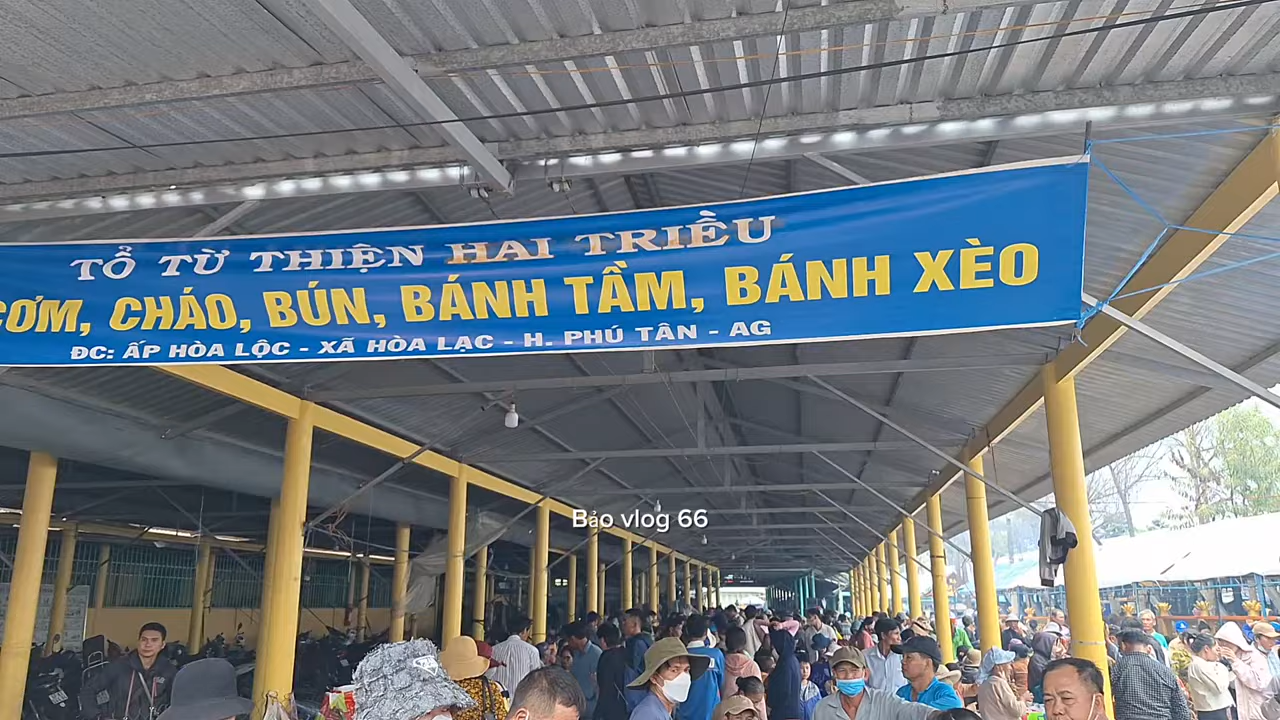 TỔ TỪ THIỆN HAI TRIỀU
CƠM, CHÁO, BÚN, BÁNH TẦM, BÁNH XÈO
ĐC: ẤP HÒA LỘC - XÃ HÒA LẠC - H. PHÚ TÂN - AG
Bảo vlog 66